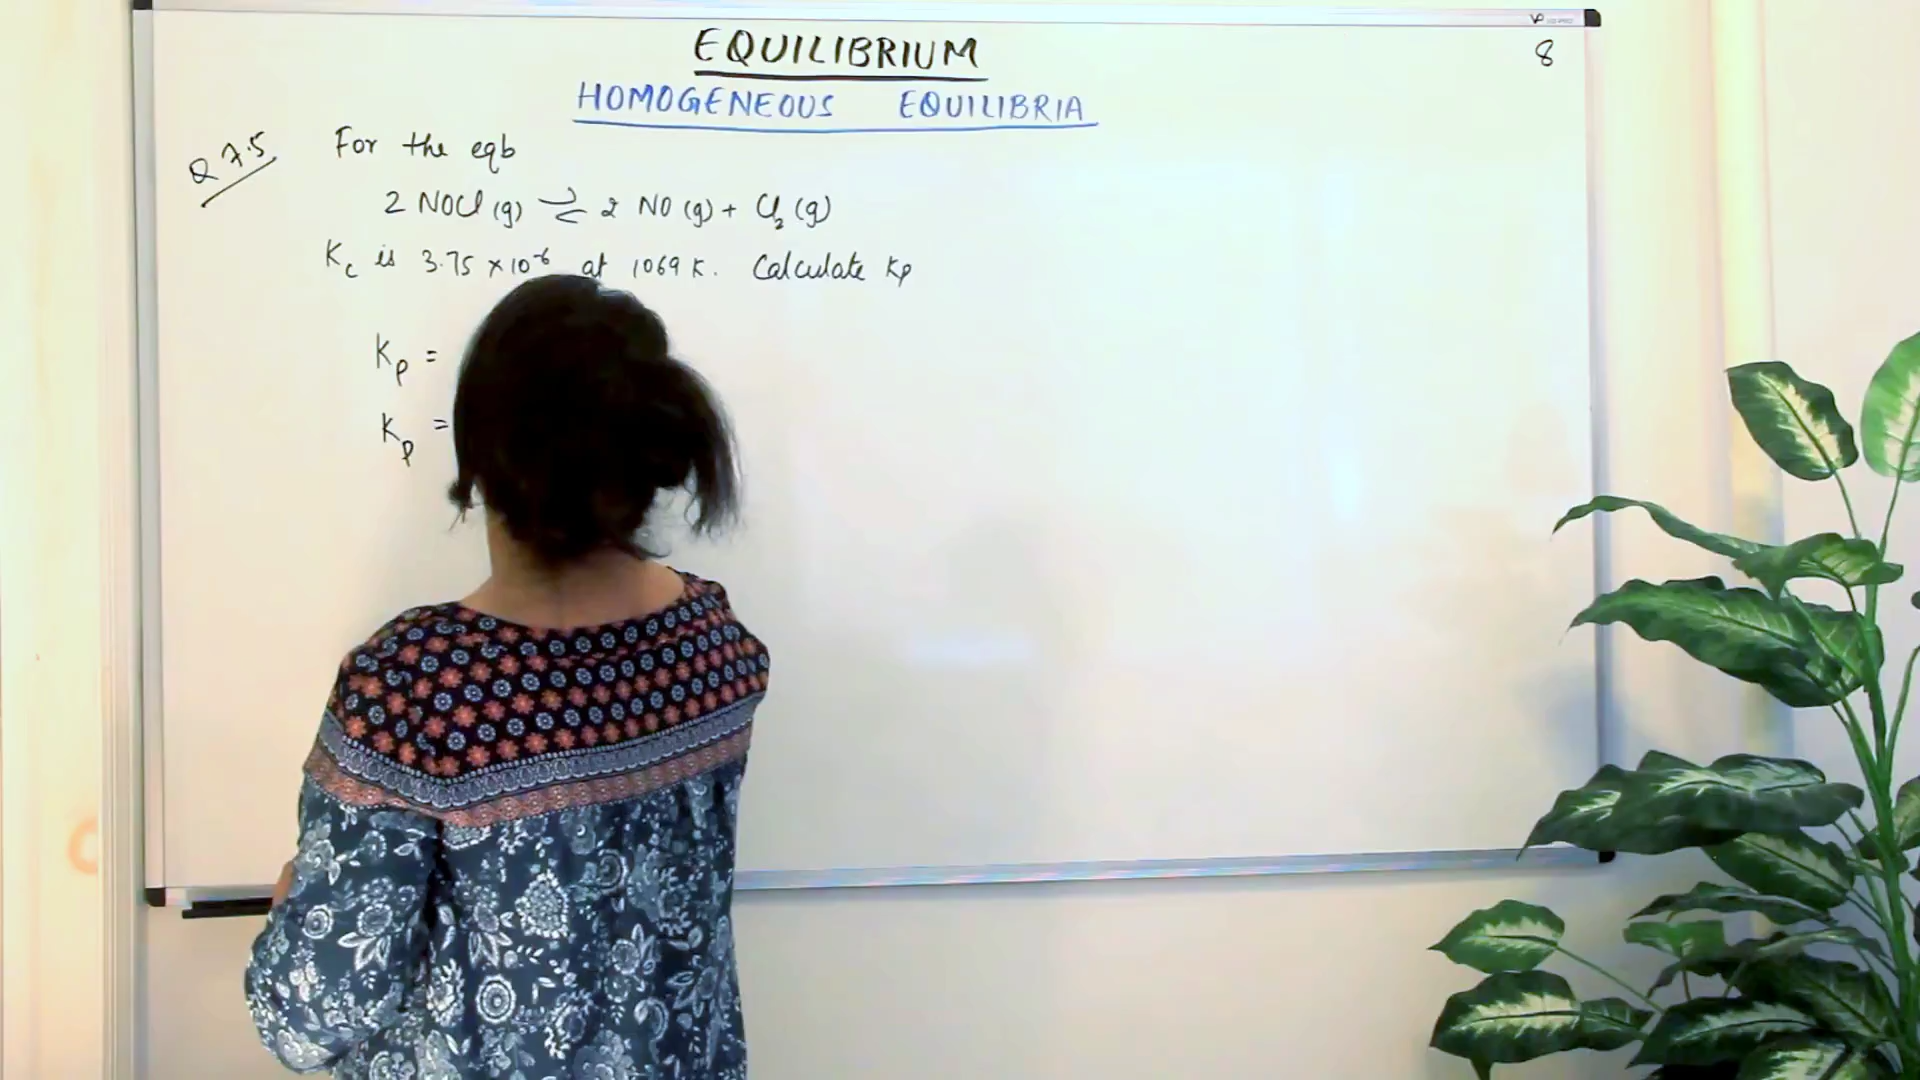 EQUILIBRIUM
8
HOMOGENEOUS EQUILIBRIA
Q 7.5
For the eqb
2 NOCl (g) ⇌ 2 NO (g) + Cl₂ (g)
Kc is 3.75 × 10⁻⁶ at 1069 K. Calculate Kp
Kp =
Kp =